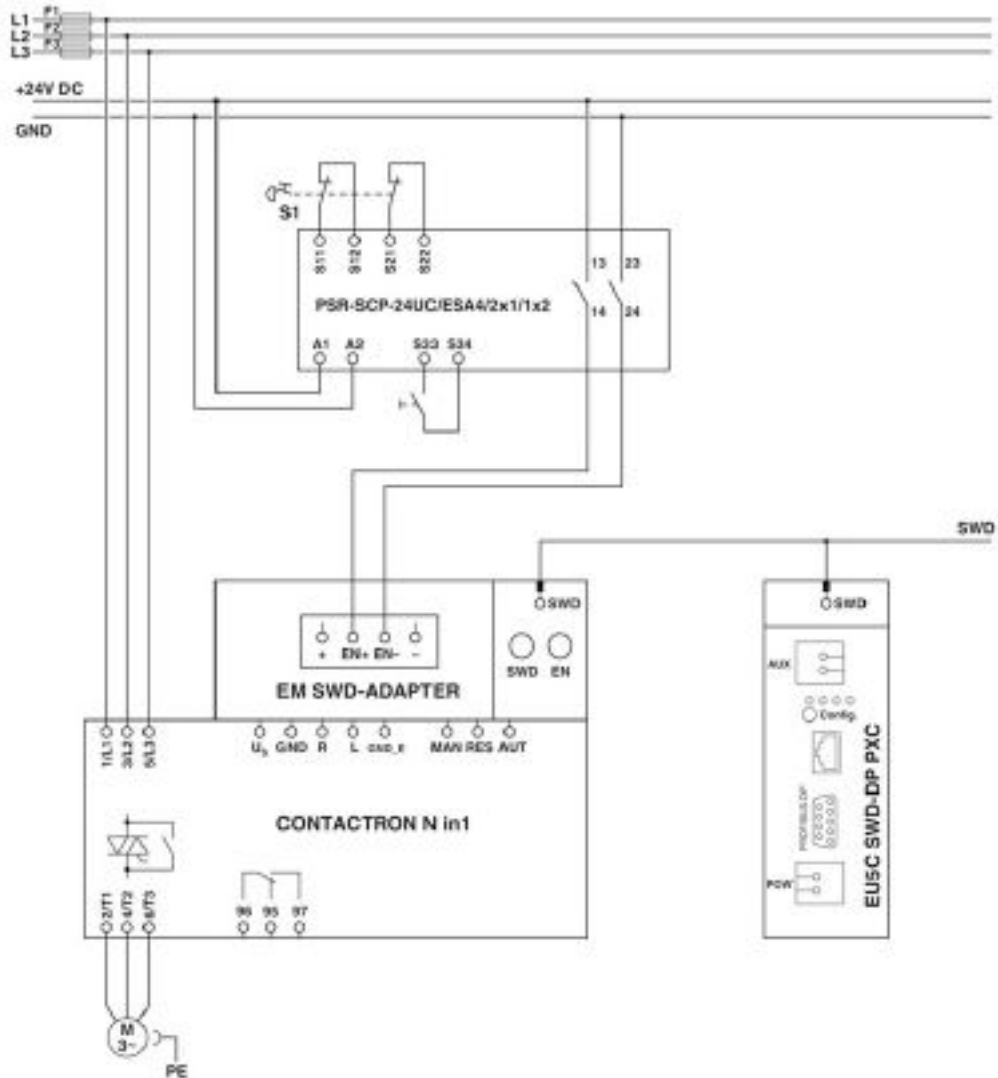 L1 F1
L2 F2
L3 F3
+24V DC
GND
S1
S11 S12 S21 S22
13 23
PSR-SCP-24UC/ESA4/2x1/1x2
14 24
A1 A2 S33 S34
SWD
SWD
SWD
+ EN+ EN- -
SWD EN
EM SWD-ADAPTER
AUX
Config.
PROFIBUS DP
POW
EU5C SWD-DP PXC
1/L1 3/L2 5/L3
US GND R L GND_E MAN RES AUT
CONTACTRON N in1
96 95 97
2/T1 4/T2 6/T3
M
3~
PE